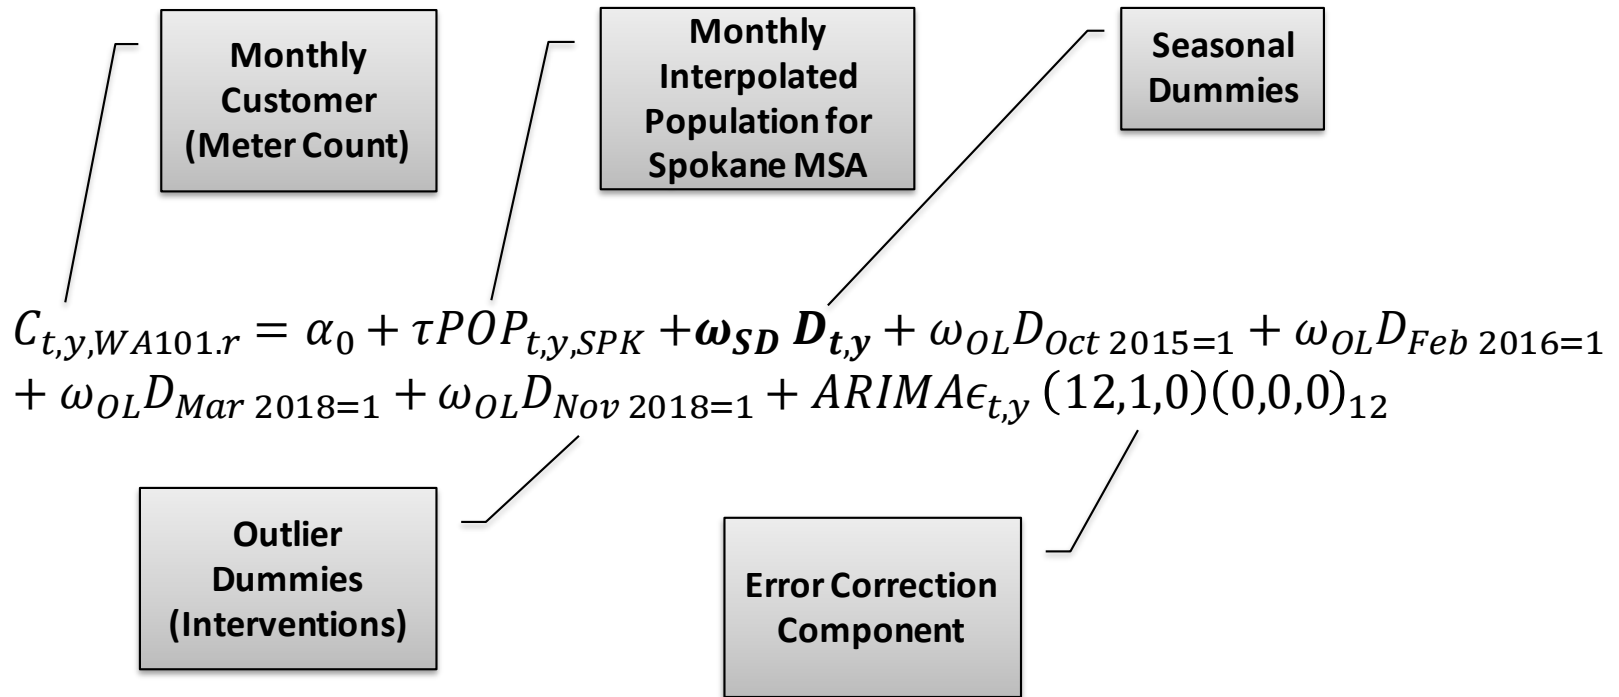 Monthly
Customer
(Meter Count)
Monthly
Interpolated
Population for
Spokane MSA
Seasonal
Dummies
C_{t,y,WA101.r} = α_0 + τPOP_{t,y,SPK} + ω_{SD} D_{t,y} + ω_{OL}D_{Oct 2015=1} + ω_{OL}D_{Feb 2016=1}
+ ω_{OL}D_{Mar 2018=1} + ω_{OL}D_{Nov 2018=1} + ARIMAϵ_{t,y} (12,1,0)(0,0,0)_{12}
Outlier
Dummies
(Interventions)
Error Correction
Component